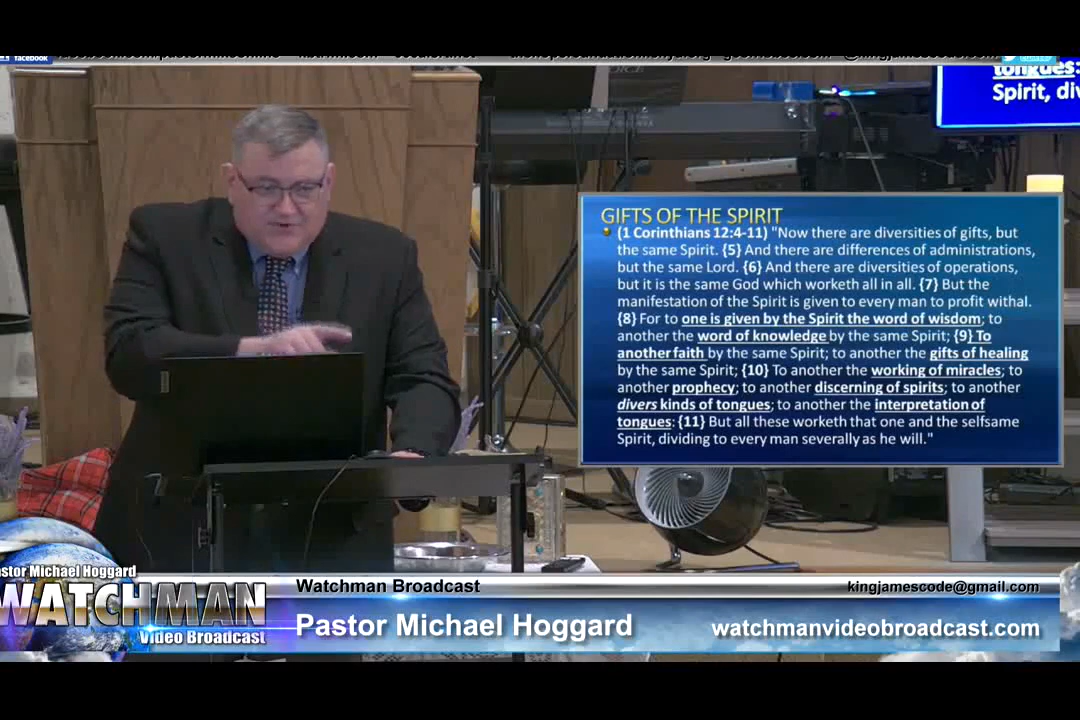 facebook
tongues:
Spirit, di
GIFTS OF THE SPIRIT
(1 Corinthians 12:4-11) "Now there are diversities of gifts, but
the same Spirit. {5} And there are differences of administrations,
but the same Lord. {6} And there are diversities of operations,
but it is the same God which worketh all in all. {7} But the
manifestation of the Spirit is given to every man to profit withal.
{8} For to one is given by the Spirit the word of wisdom; to
another the word of knowledge by the same Spirit; {9} To
another faith by the same Spirit; to another the gifts of healing
by the same Spirit; {10} To another the working of miracles; to
another prophecy; to another discerning of spirits; to another
divers kinds of tongues; to another the interpretation of
tongues: {11} But all these worketh that one and the selfsame
Spirit, dividing to every man severally as he will."
astor Michael Hoggard
WATCHMAN
Video Broadcast
Watchman Broadcast
kingjamescode@gmail.com
Pastor Michael Hoggard
watchmanvideobroadcast.com